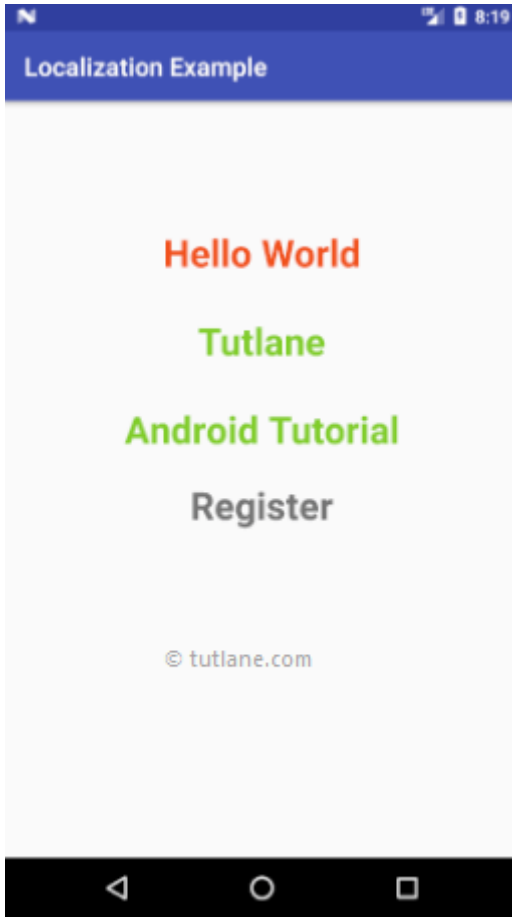 8:19
Localization Example
Hello World
Tutlane
Android Tutorial
Register
© tutlane.com